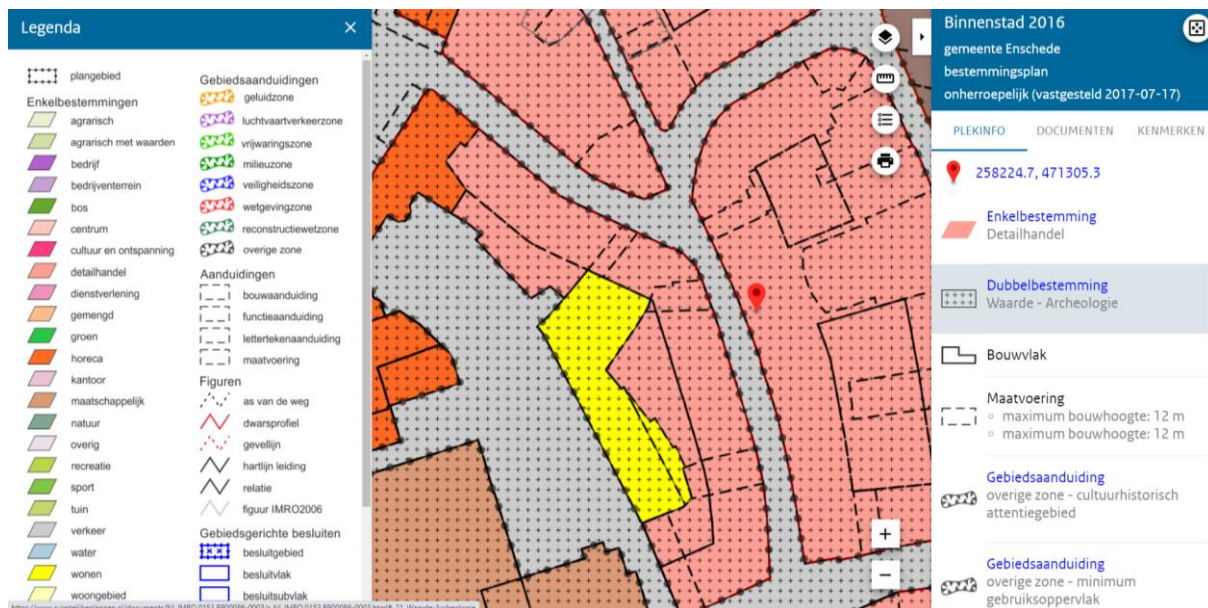 Legenda
plangebied
Enkelbestemmingen
agrarisch
agrarisch met waarden
bedrijf
bedrijventerrein
bos
centrum
cultuur en ontspanning
detailhandel
dienstverlening
gemengd
groen
horeca
kantoor
maatschappelijk
natuur
overig
recreatie
sport
tuin
verkeer
water
wonen
woongebied
Gebiedsaanduidingen
geluidzone
luchtvaartverkeerzone
vrijwaringszone
milieuzone
veiligheidszone
wetgevingzone
reconstructiewetzone
overige zone
Aanduidingen
bouwaanduiding
functieaanduiding
lettertekenaanduiding
maatvoering
Figuren
as van de weg
dwarsprofiel
gevellijn
hartlijn leiding
relatie
figuur IMRO2006
Gebiedsgerichte besluiten
besluitgebied
besluitvlak
besluitsubvlak
Binnenstad 2016
gemeente Enschede
bestemmingsplan
onherroepelijk (vastgesteld 2017-07-17)
PLEKINFO DOCUMENTEN KENMERKEN
258224.7, 471305.3
Enkelbestemming
Detailhandel
Dubbelbestemming
Waarde - Archeologie
Bouwvlak
Maatvoering
maximum bouwhoogte: 12 m
maximum bouwhoogte: 12 m
Gebiedsaanduiding
overige zone - cultuurhistorisch
attentiegebied
Gebiedsaanduiding
overige zone - minimum
gebruiksoppervlak